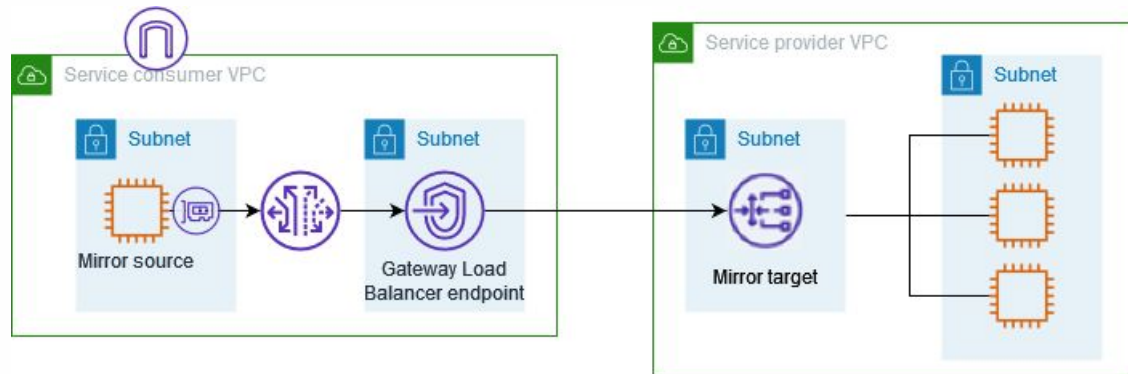 Service consumer VPC
Subnet
Mirror source
Subnet
Gateway Load
Balancer endpoint
Service provider VPC
Subnet
Mirror target
Subnet